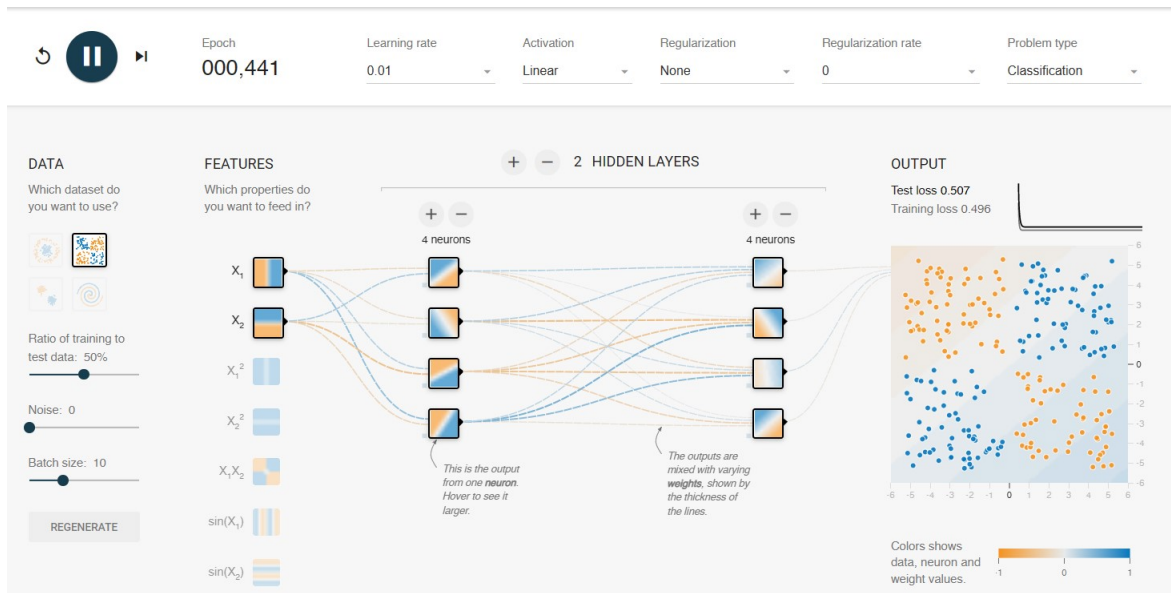 Epoch
000,441
Learning rate
0.01
Activation
Linear
Regularization
None
Regularization rate
0
Problem type
Classification
DATA
Which dataset do
you want to use?
Ratio of training to
test data: 50%
Noise: 0
Batch size: 10
REGENERATE
FEATURES
Which properties do
you want to feed in?
X1
X2
X1²
X2²
X1X2
sin(X1)
sin(X2)
+ − 2 HIDDEN LAYERS
+ −
4 neurons
+ −
4 neurons
This is the output
from one neuron.
Hover to see it
larger.
The outputs are
mixed with varying
weights, shown by
the thickness of
the lines.
OUTPUT
Test loss 0.507
Training loss 0.496
6
5
4
3
2
1
0
-1
-2
-3
-4
-5
-6
-6 -5 -4 -3 -2 -1 0 1 2 3 4 5 6
Colors shows
data, neuron and
weight values.
-1 0 1